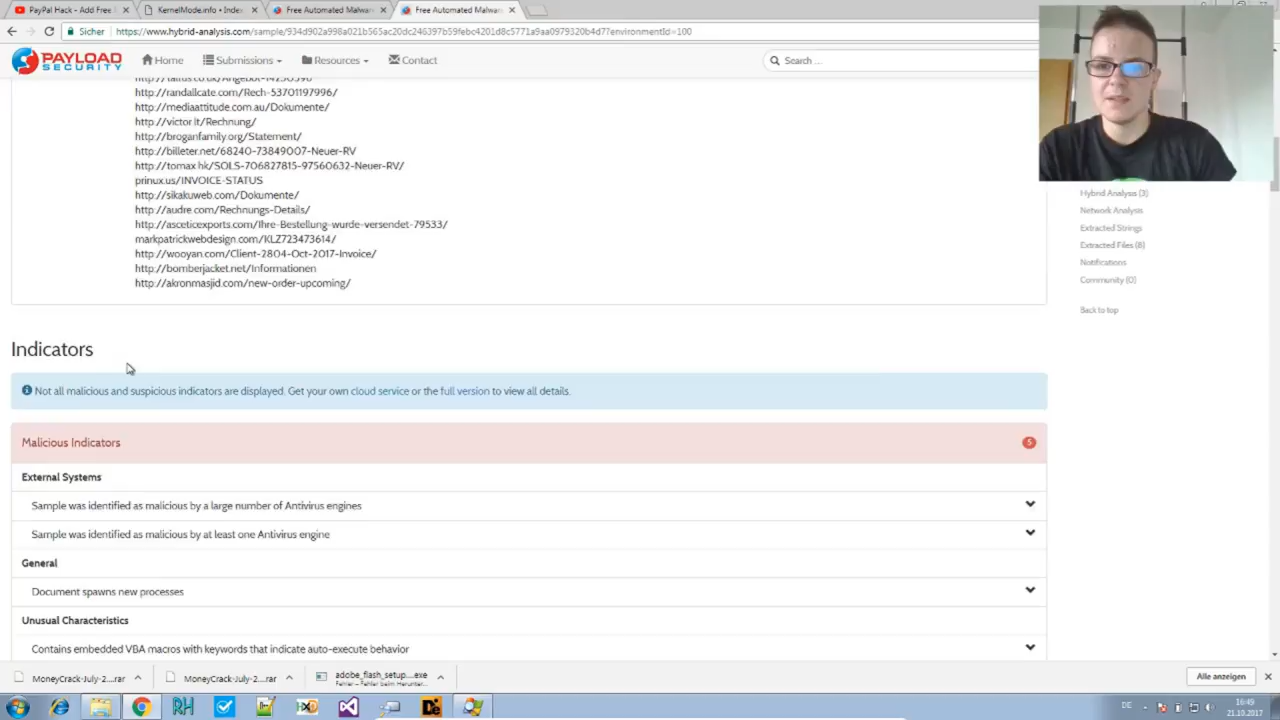 PayPal Hack - Add Free
KernelMode.info • Index
Free Automated Malwar
Free Automated Malwar
Sicher
https://www.hybrid-analysis.com/sample/934d902a998a021b565ac20dc246397b59febc4201d8c5771a9aa0979320b4d7?environmentId=100
PAYLOAD
SECURITY
Home
Submissions
Resources
Contact
Search ...
http://randallcate.com/Rech-53701197996/
http://mediaattitude.com.au/Dokumente/
http://victor.lt/Rechnung/
http://broganfamily.org/Statement/
http://billeter.net/68240-73849007-Neuer-RV
http://tomax.hk/SOLS-706827815-97560632-Neuer-RV/
prinux.us/INVOICE-STATUS
http://sikakuweb.com/Dokumente/
http://audre.com/Rechnungs-Details/
http://asceticexports.com/Ihre-Bestellung-wurde-versendet-79533/
markpatrickwebdesign.com/KLZ723473614/
http://wooyan.com/Client-2804-Oct-2017-Invoice/
http://bomberjacket.net/Informationen
http://akronmasjid.com/new-order-upcoming/
Hybrid Analysis (3)
Network Analysis
Extracted Strings
Extracted Files (8)
Notifications
Community (0)
Back to top
Indicators
Not all malicious and suspicious indicators are displayed. Get your own cloud service or the full version to view all details.
Malicious Indicators
5
External Systems
Sample was identified as malicious by a large number of Antivirus engines
Sample was identified as malicious by at least one Antivirus engine
General
Document spawns new processes
Unusual Characteristics
Contains embedded VBA macros with keywords that indicate auto-execute behavior
MoneyCrack-July-2....rar
MoneyCrack-July-2....rar
adobe_flash_setup....exe
Alle anzeigen
DE
16:49
21.10.2017